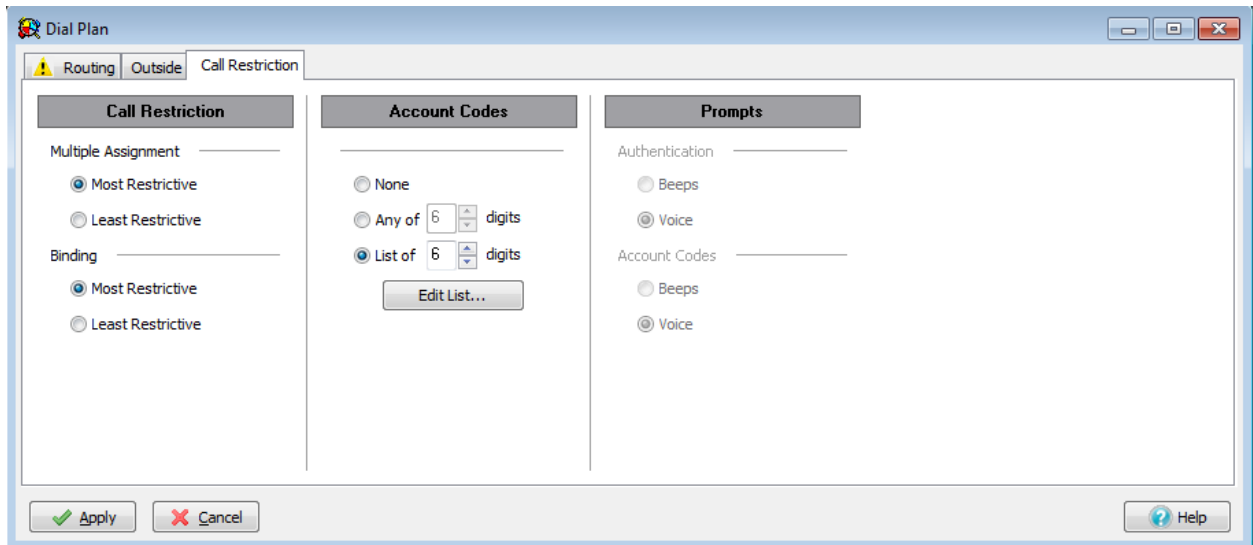 Dial Plan
Routing Outside Call Restriction
Call Restriction
Multiple Assignment
Most Restrictive
Least Restrictive
Binding
Most Restrictive
Least Restrictive
Account Codes
None
Any of 6 digits
List of 6 digits
Edit List...
Prompts
Authentication
Beeps
Voice
Account Codes
Beeps
Voice
Apply Cancel Help